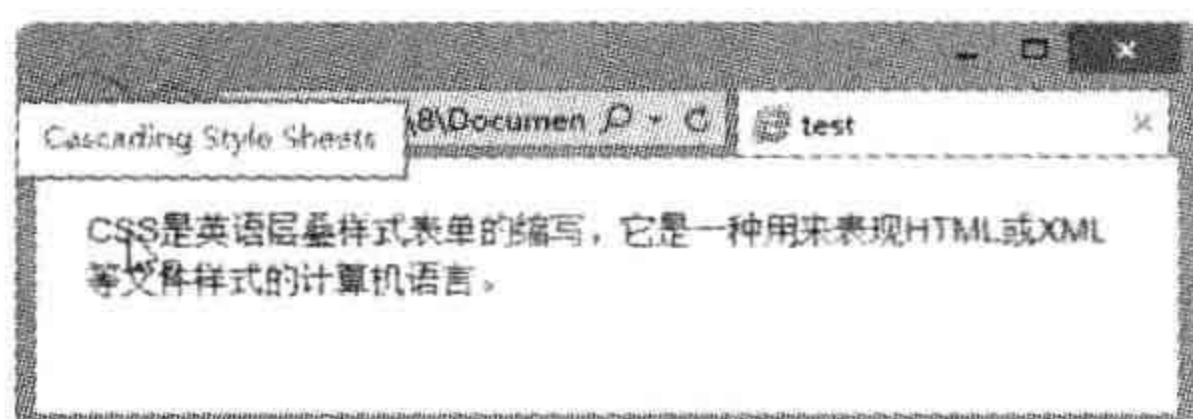 Cascading Style Sheets
\8\Documen
test
CSS是英语层叠样式表单的缩写，它是一种用来表现HTML或XML
等文件样式的计算机语言。